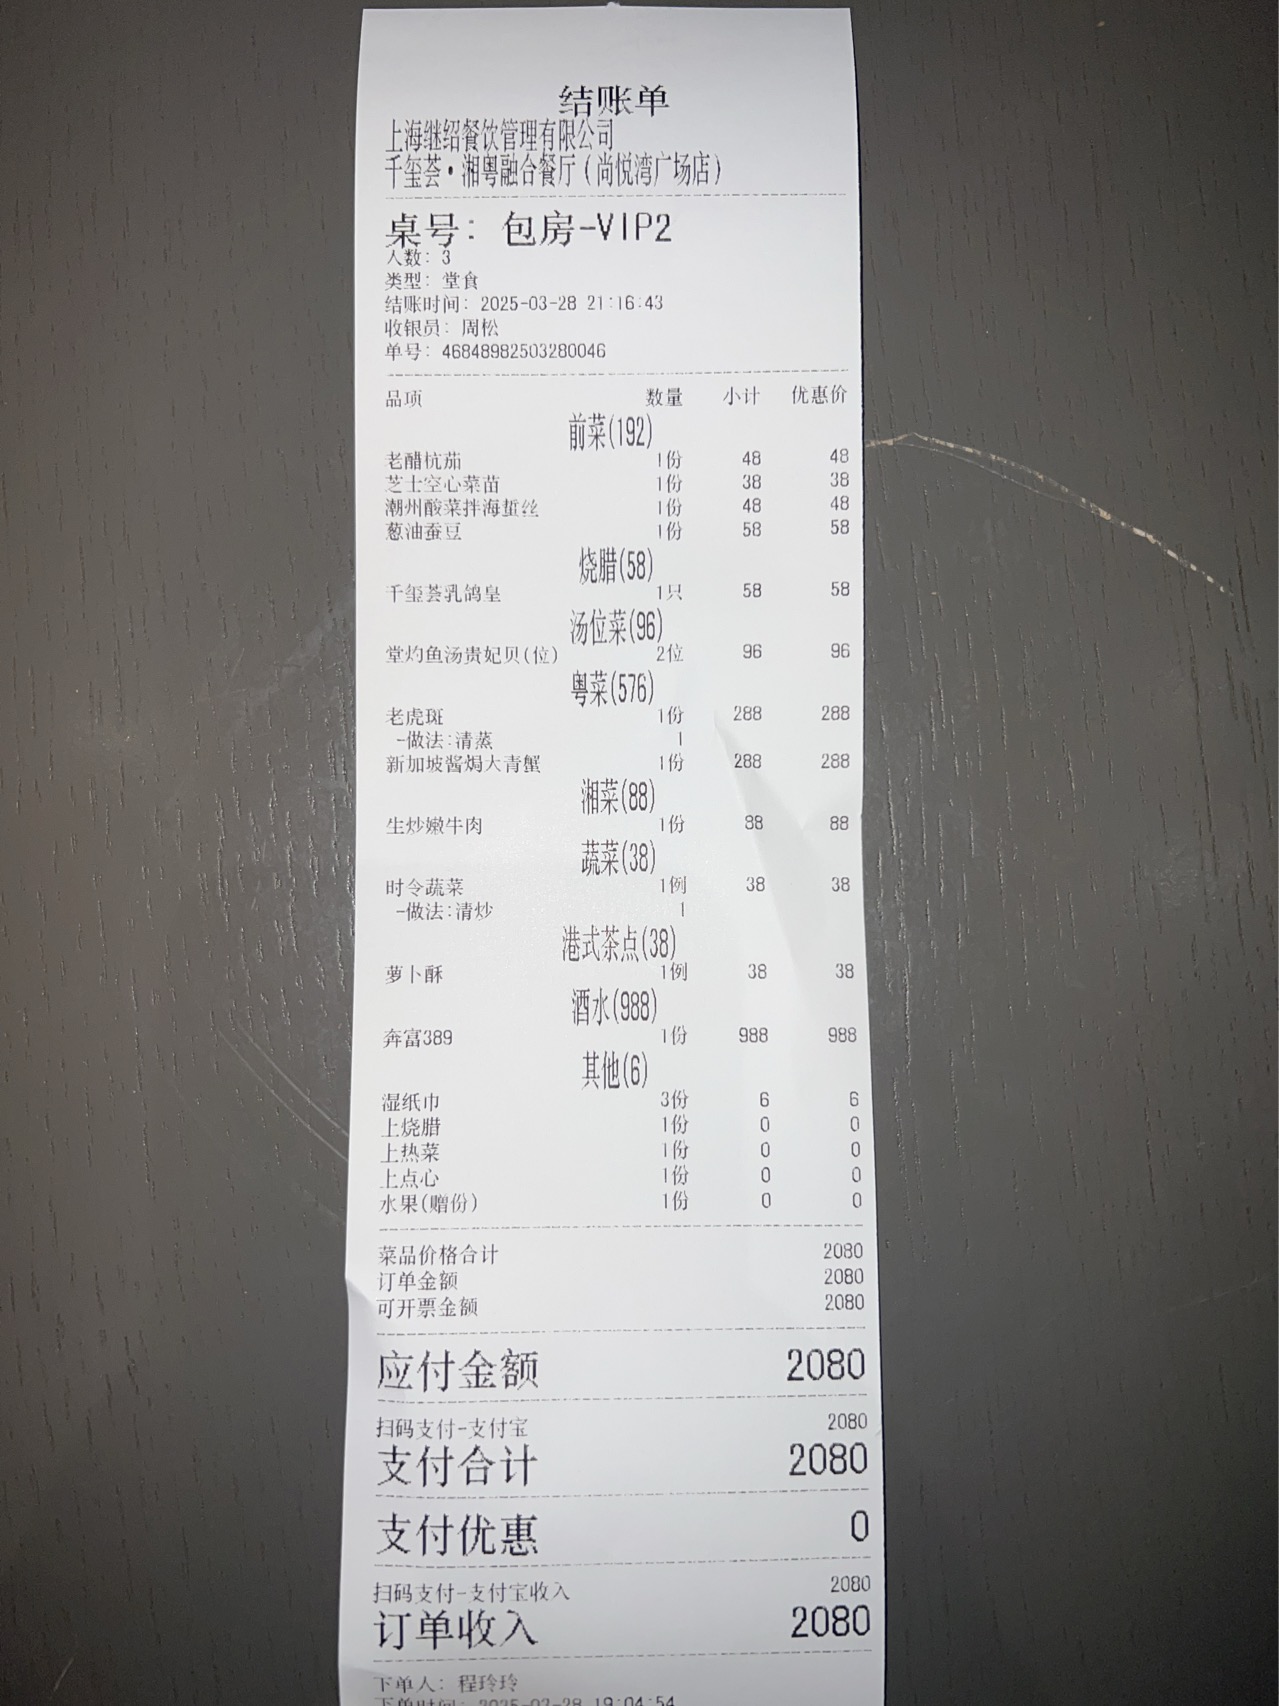 结账单
上海继绍餐饮管理有限公司
千玺荟·湘粤融合餐厅(尚悦湾广场店)
桌号: 包房-VIP2
人数: 3
类型: 堂食
结账时间: 2025-03-28 21:16:43
收银员: 周松
单号: 46848982503280046
品项 数量 小计 优惠价
前菜(192)
老醋杭茄 1份 48 48
芝士空心菜苗 1份 38 38
潮州酸菜拌海蜇丝 1份 48 48
葱油蚕豆 1份 58 58
烧腊(58)
千玺荟乳鸽皇 1只 58 58
汤位菜(96)
堂灼鱼汤贵妃贝(位) 2位 96 96
粤菜(576)
老虎斑 1份 288 288
-做法:清蒸 1
新加坡酱焗大青蟹 1份 288 288
湘菜(88)
生炒嫩牛肉 1份 88 88
蔬菜(38)
时令蔬菜 1例 38 38
-做法:清炒 1
港式茶点(38)
萝卜酥 1例 38 38
酒水(988)
奔富389 1份 988 988
其他(6)
湿纸巾 3份 6 6
上烧腊 1份 0 0
上热菜 1份 0 0
上点心 1份 0 0
水果(赠份) 1份 0 0
菜品价格合计 2080
订单金额 2080
可开票金额 2080
应付金额 2080
扫码支付-支付宝 2080
支付合计 2080
支付优惠 0
扫码支付-支付宝收入 2080
订单收入 2080
下单人: 程玲玲
下单时间: 2025-03-28 19:04:54